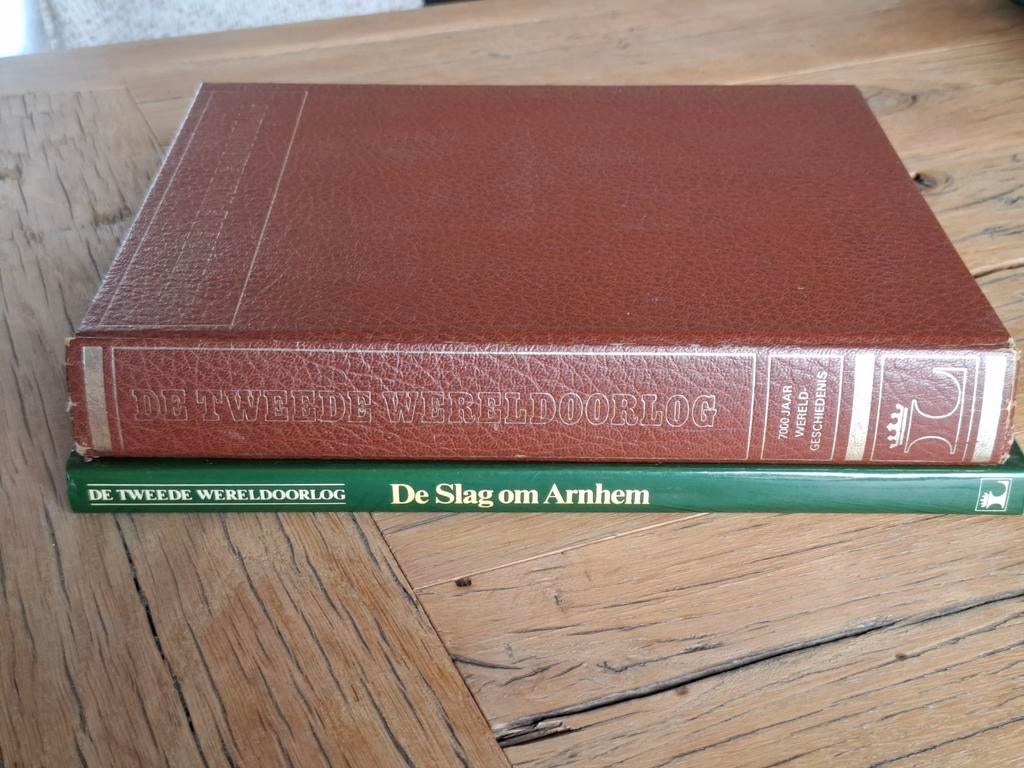 DE TWEEDE WERELDOORLOG
7000 JAAR
WERELD-
GESCHIEDENIS
L
DE TWEEDE WERELDOORLOG
De Slag om Arnhem
L